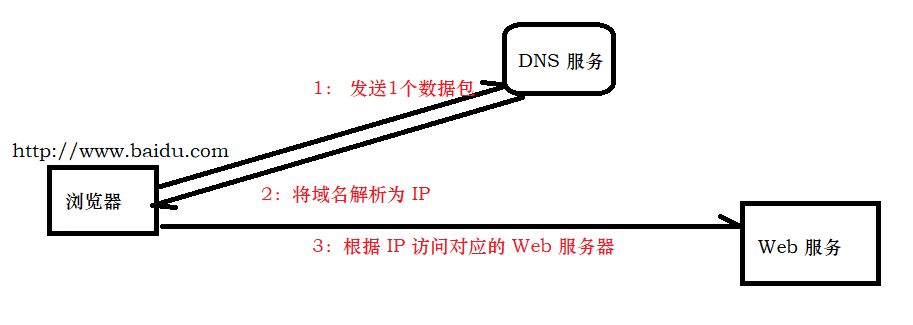 DNS 服务
1： 发送1个数据包
http://www.baidu.com
浏览器
2：将域名解析为 IP
3：根据 IP 访问对应的 Web 服务器
Web 服务